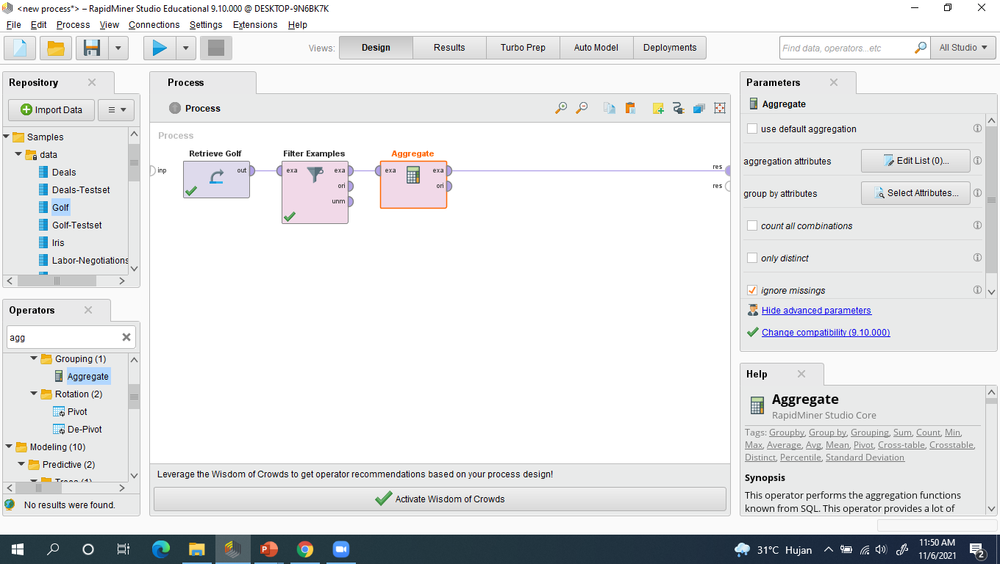 <new process*> – RapidMiner Studio Educational 9.10.000 @ DESKTOP-9N6BK7K
File Edit Process View Connections Settings Extensions Help
Views: Design Results Turbo Prep Auto Model Deployments
Find data, operators...etc All Studio
Repository
Import Data
Samples
data
Deals
Deals-Testset
Golf
Golf-Testset
Iris
Labor-Negotiations
Operators
agg
Grouping (1)
Aggregate
Rotation (2)
Pivot
De-Pivot
Modeling (10)
Predictive (2)
Trees (1)
No results were found.
Process
Process
Process
inp
Retrieve Golf
out
Filter Examples
exa exa
ori
unm
Aggregate
exa exa
ori
res
res
Leverage the Wisdom of Crowds to get operator recommendations based on your process design!
Activate Wisdom of Crowds
Parameters
Aggregate
use default aggregation
aggregation attributes Edit List (0)...
group by attributes Select Attributes...
count all combinations
only distinct
ignore missings
Hide advanced parameters
Change compatibility (9.10.000)
Help
Aggregate
RapidMiner Studio Core
Tags: Groupby, Group by, Grouping, Sum, Count, Min,
Max, Average, Avg, Mean, Pivot, Cross-table, Crosstable,
Distinct, Percentile, Standard Deviation
Synopsis
This operator performs the aggregation functions
known from SQL. This operator provides a lot of
31°C Hujan
11:50 AM
11/6/2021
2